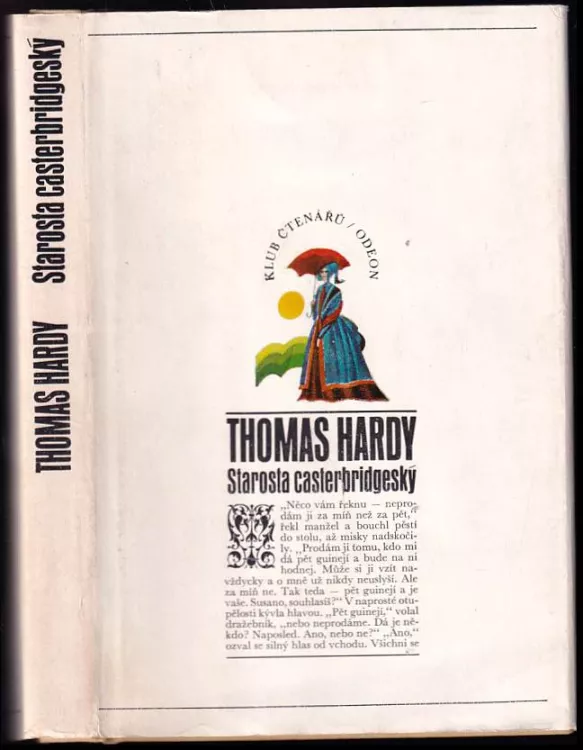 THOMAS HARDY Starosta casterbridgeský
KLUB ČTENÁŘŮ / ODEON
THOMAS HARDY
Starosta casterbridgeský
„Něco vám řeknu — nepro-
dám ji za míň než za pět,“
řekl manžel a bouchl pěstí
do stolu, až misky nadskoči-
ly. „Prodám ji tomu, kdo mi
dá pět guinejí a bude na ni
hodnej. Může si ji vzít na-
vždycky a o mně už nikdy neuslyší. Ale
za míň ne. Tak teda — pět guinejí a je
vaše. Susano, souhlasíš?“ V naprosté otu-
pělosti kývla hlavou. „Pět guinejí,“ volal
dražebník, „nebo neprodáme. Dá je ně-
kdo? Naposled. Ano, nebo ne?“ „Ano,“
ozval se silný hlas od vchodu. Všichni se